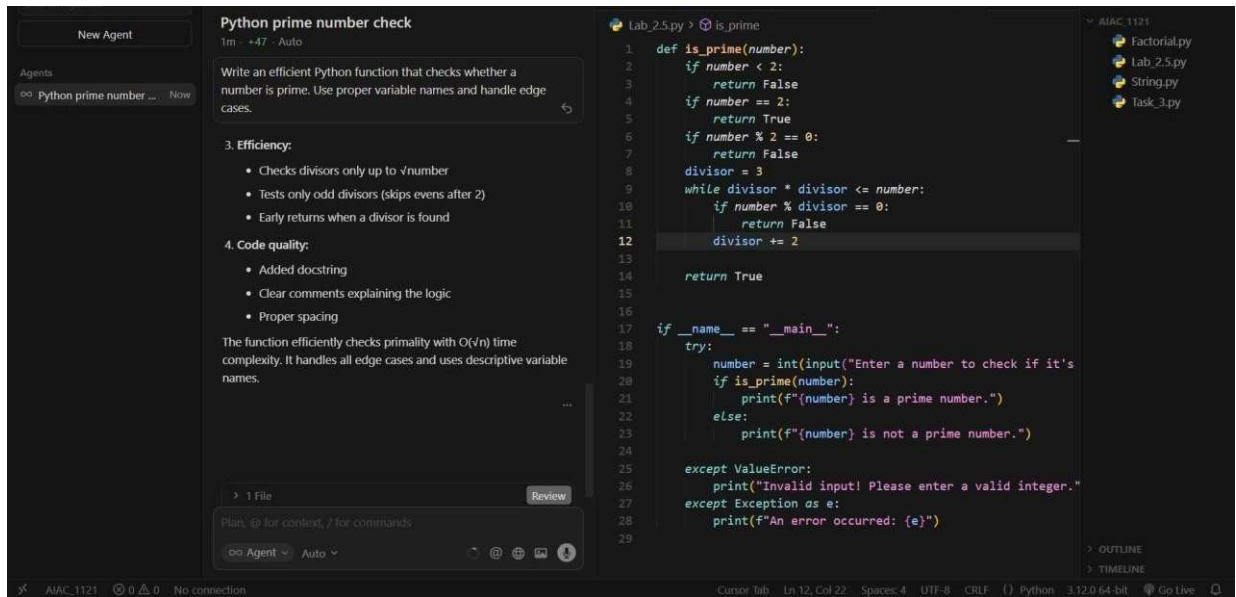 New Agent
Agents
Python prime number ... Now
Python prime number check
1m · +47 · Auto
Write an efficient Python function that checks whether a
number is prime. Use proper variable names and handle edge
cases.
3. Efficiency:
• Checks divisors only up to √number
• Tests only odd divisors (skips evens after 2)
• Early returns when a divisor is found
4. Code quality:
• Added docstring
• Clear comments explaining the logic
• Proper spacing
The function efficiently checks primality with O(√n) time
complexity. It handles all edge cases and uses descriptive variable
names.
...
> 1 File Review
Plan, @ for context, / for commands
∞ Agent Auto
Lab_2.5.py > is_prime
1 def is_prime(number):
2 if number < 2:
3 return False
4 if number == 2:
5 return True
6 if number % 2 == 0:
7 return False
8 divisor = 3
9 while divisor * divisor <= number:
10 if number % divisor == 0:
11 return False
12 divisor += 2
13
14 return True
15
16
17 if __name__ == "__main__":
18 try:
19 number = int(input("Enter a number to check if it's
20 if is_prime(number):
21 print(f"{number} is a prime number.")
22 else:
23 print(f"{number} is not a prime number.")
24
25 except ValueError:
26 print("Invalid input! Please enter a valid integer."
27 except Exception as e:
28 print(f"An error occurred: {e}")
29
AIAC_1121
Factorial.py
Lab_2.5.py
String.py
Task_3.py
> OUTLINE
> TIMELINE
AIAC_1121 0 0 No connection Cursor Tab Ln 12, Col 22 Spaces: 4 UTF-8 CRLF {} Python 3.12.0 64-bit Go Live